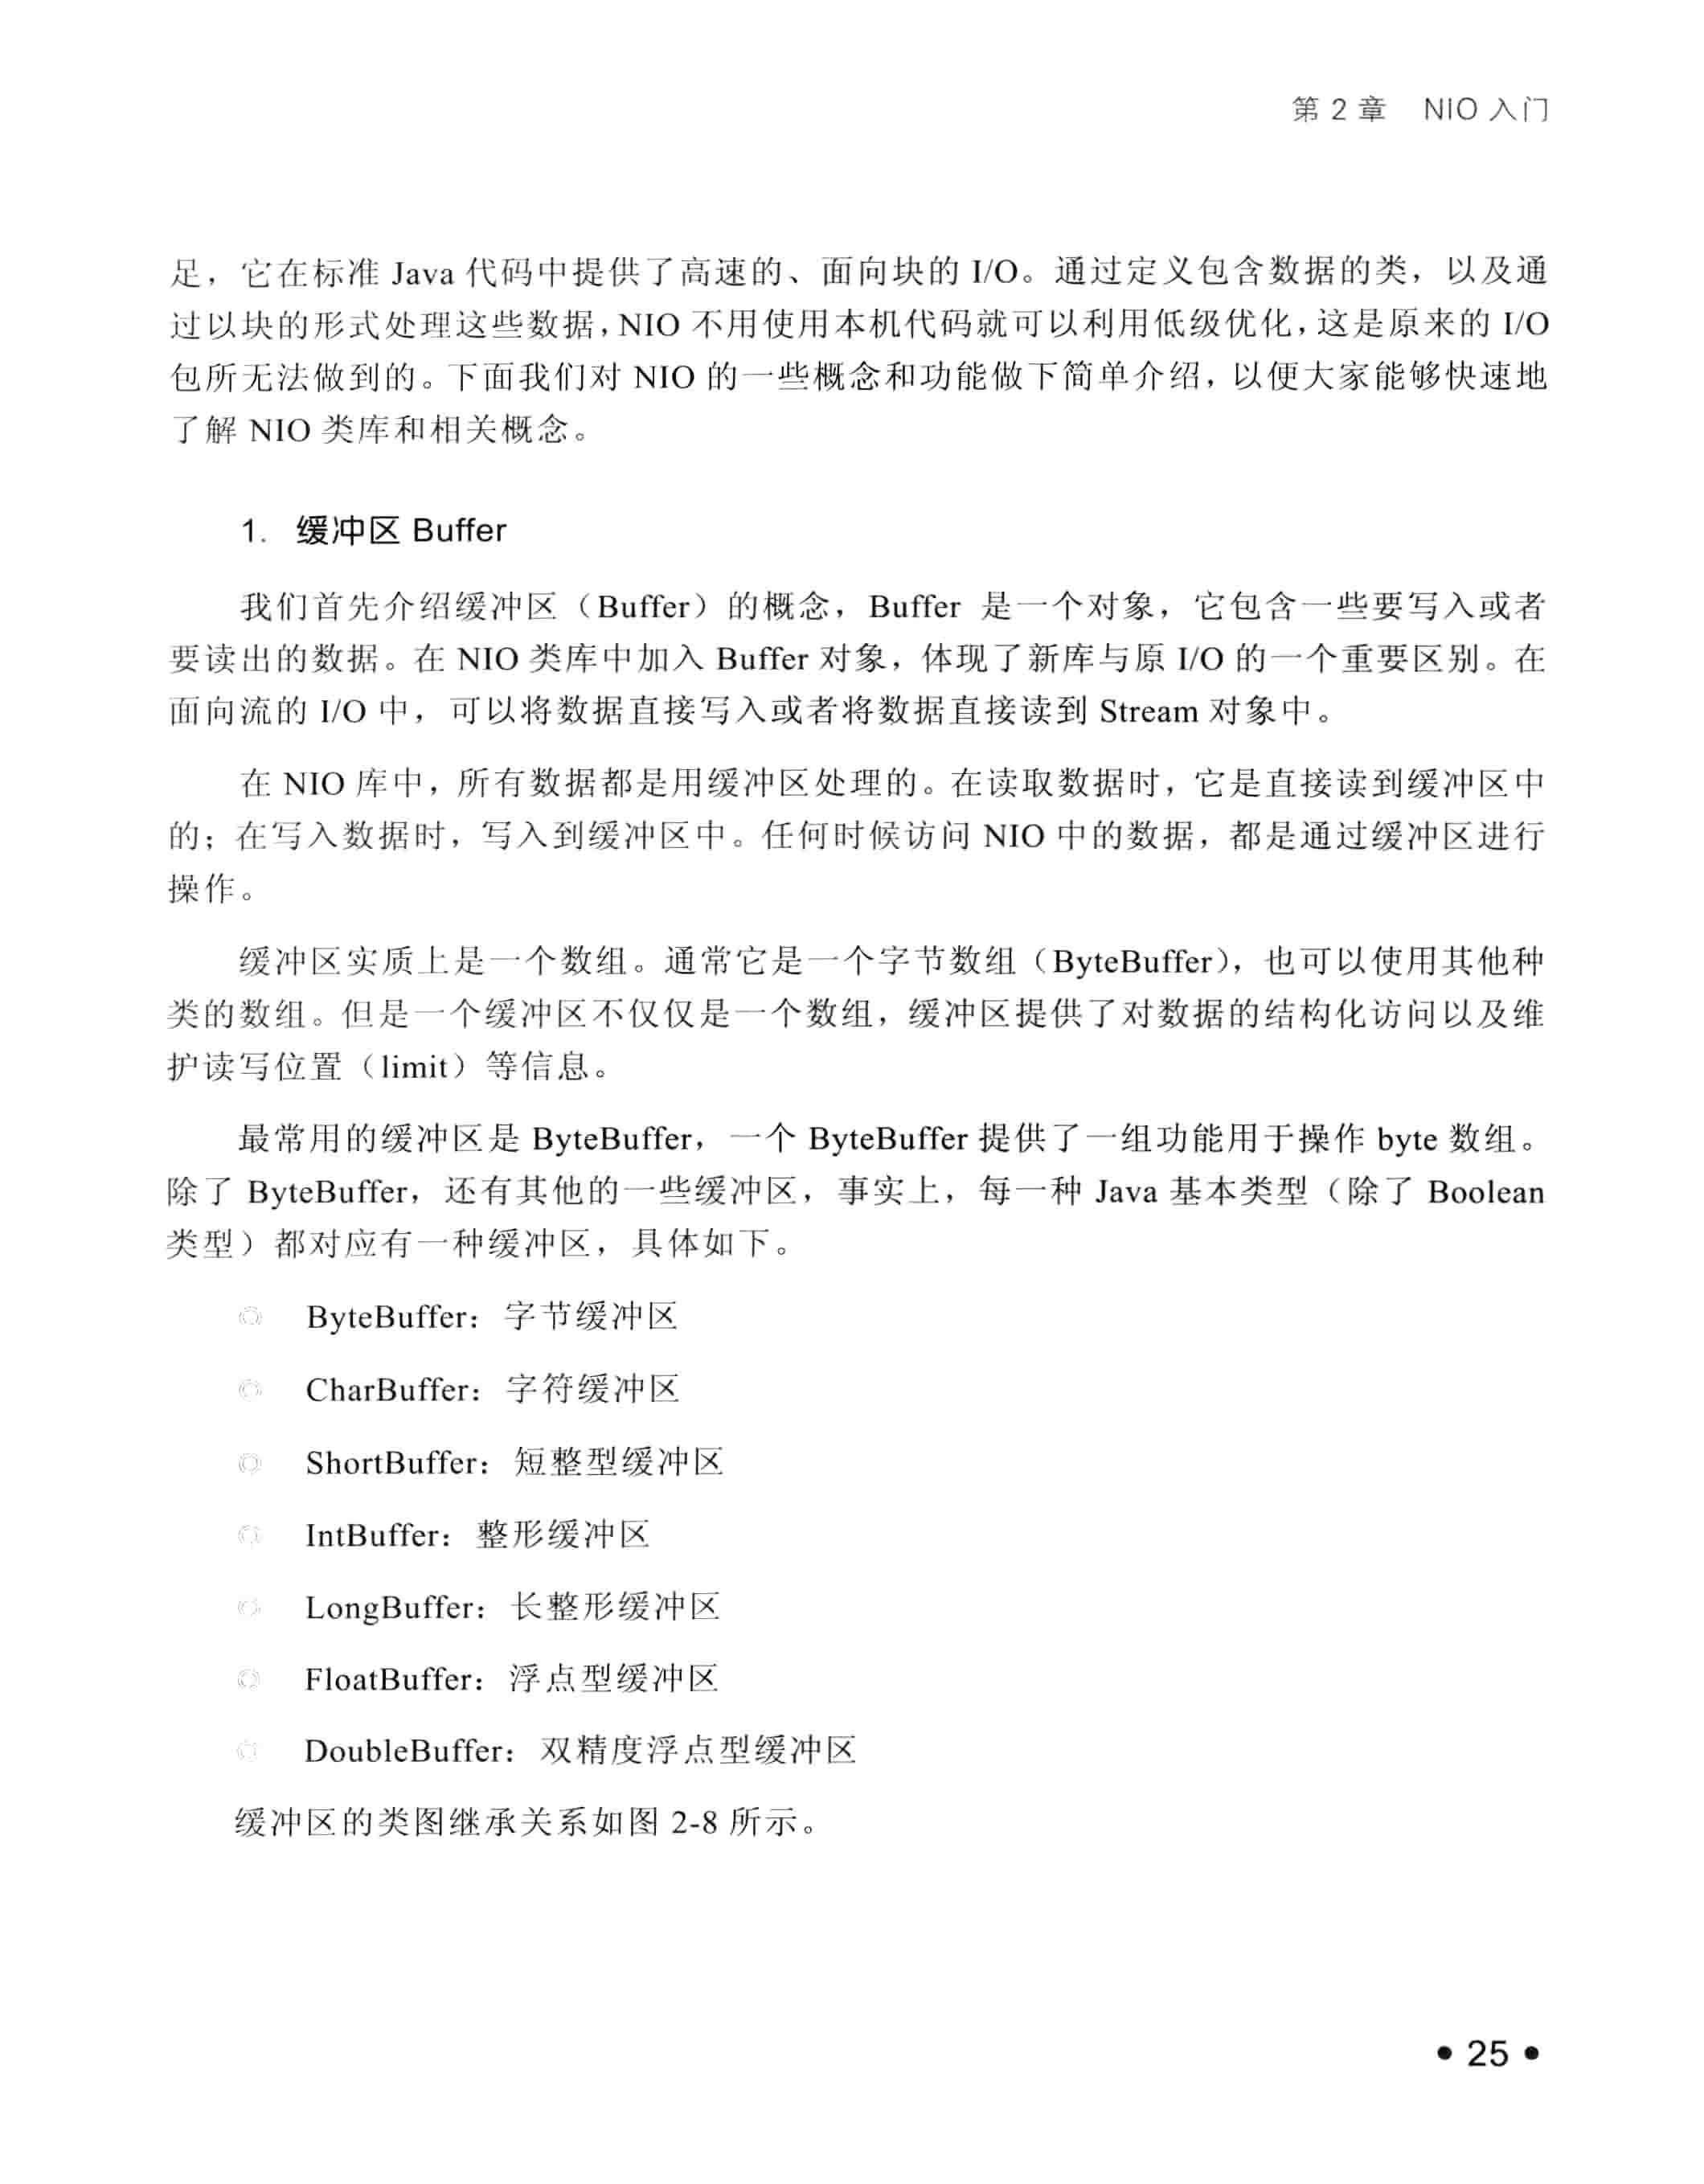 第 2 章 NIO 入门
足，它在标准 Java 代码中提供了高速的、面向块的 I/O。通过定义包含数据的类，以及通
过以块的形式处理这些数据，NIO 不用使用本机代码就可以利用低级优化，这是原来的 I/O
包所无法做到的。下面我们对 NIO 的一些概念和功能做下简单介绍，以便大家能够快速地
了解 NIO 类库和相关概念。
1. 缓冲区 Buffer
我们首先介绍缓冲区（Buffer）的概念，Buffer 是一个对象，它包含一些要写入或者
要读出的数据。在 NIO 类库中加入 Buffer 对象，体现了新库与原 I/O 的一个重要区别。在
面向流的 I/O 中，可以将数据直接写入或者将数据直接读到 Stream 对象中。
在 NIO 库中，所有数据都是用缓冲区处理的。在读取数据时，它是直接读到缓冲区中
的；在写入数据时，写入到缓冲区中。任何时候访问 NIO 中的数据，都是通过缓冲区进行
操作。
缓冲区实质上是一个数组。通常它是一个字节数组（ByteBuffer），也可以使用其他种
类的数组。但是一个缓冲区不仅仅是一个数组，缓冲区提供了对数据的结构化访问以及维
护读写位置（limit）等信息。
最常用的缓冲区是 ByteBuffer，一个 ByteBuffer 提供了一组功能用于操作 byte 数组。
除了 ByteBuffer，还有其他的一些缓冲区，事实上，每一种 Java 基本类型（除了 Boolean
类型）都对应有一种缓冲区，具体如下。
◎ ByteBuffer：字节缓冲区
◎ CharBuffer：字符缓冲区
◎ ShortBuffer：短整型缓冲区
◎ IntBuffer：整形缓冲区
◎ LongBuffer：长整形缓冲区
◎ FloatBuffer：浮点型缓冲区
◎ DoubleBuffer：双精度浮点型缓冲区
缓冲区的类图继承关系如图 2-8 所示。
• 25 •